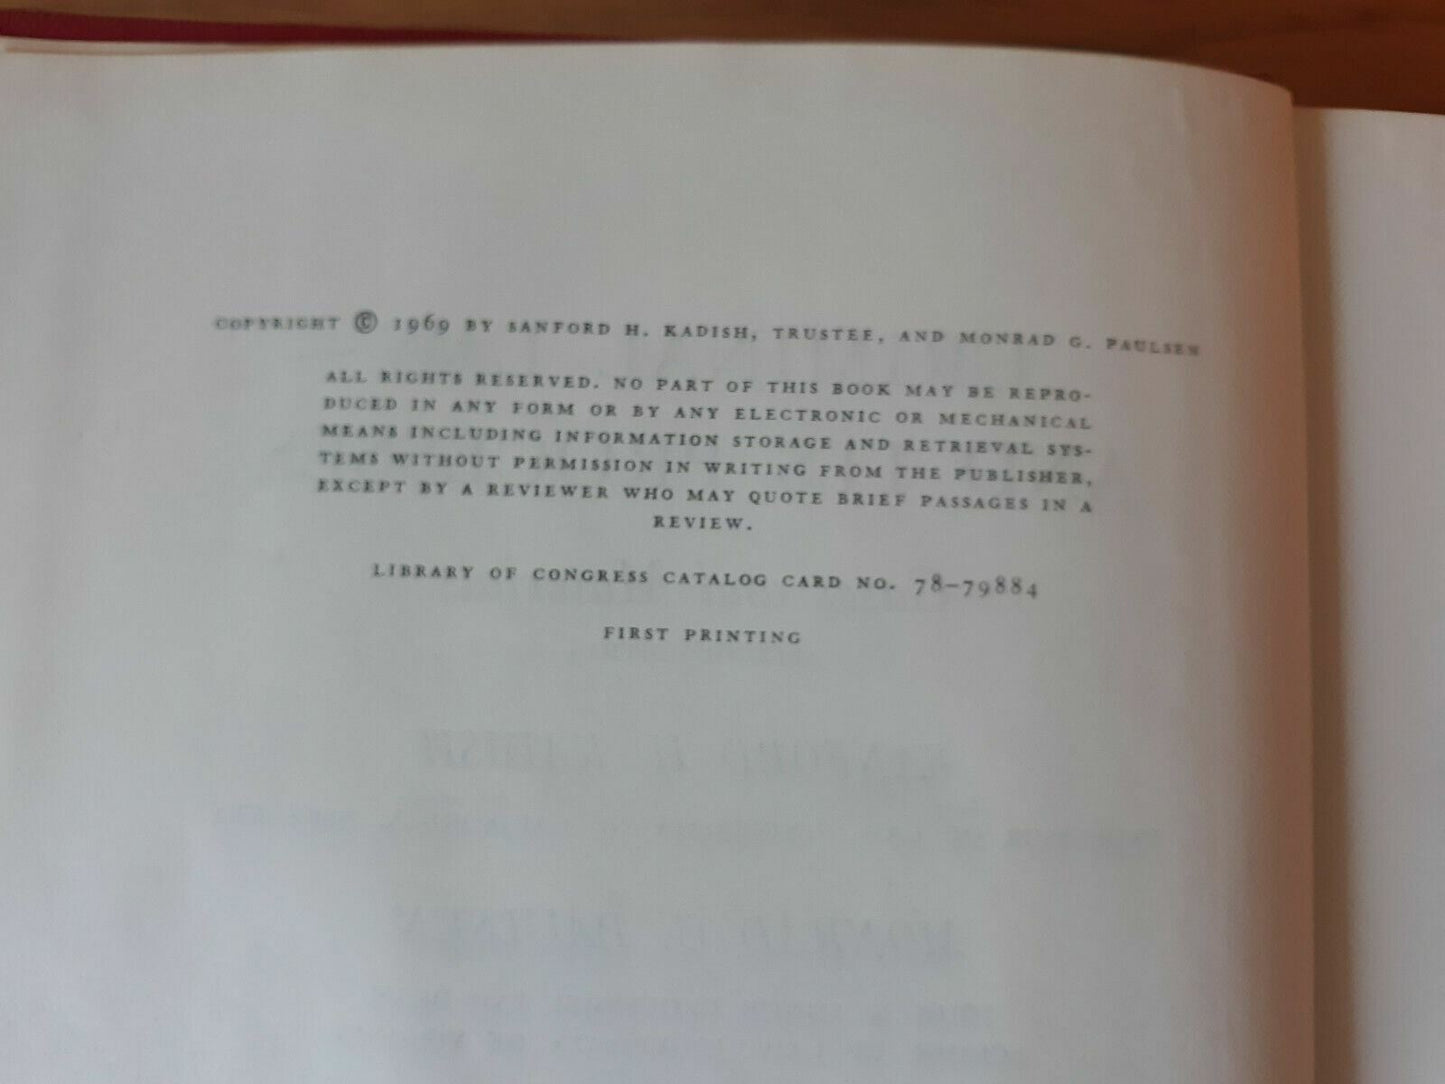 COPYRIGHT © 1969 BY SANFORD H. KADISH, TRUSTEE, AND MONRAD G. PAULSEN
ALL RIGHTS RESERVED. NO PART OF THIS BOOK MAY BE REPRO-
DUCED IN ANY FORM OR BY ANY ELECTRONIC OR MECHANICAL
MEANS INCLUDING INFORMATION STORAGE AND RETRIEVAL SYS-
TEMS WITHOUT PERMISSION IN WRITING FROM THE PUBLISHER,
EXCEPT BY A REVIEWER WHO MAY QUOTE BRIEF PASSAGES IN A
REVIEW.
LIBRARY OF CONGRESS CATALOG CARD NO. 78–79884
FIRST PRINTING